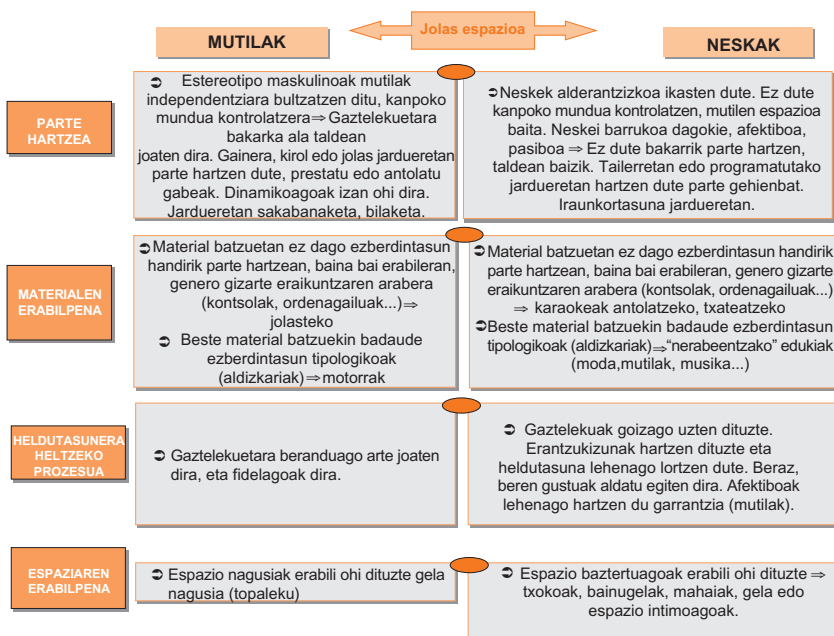 MUTILAK
Jolas espazioa
NESKAK
PARTE
HARTZEA
➲ Estereotipo maskulinoak mutilak
independentziara bultzatzen ditu, kanpoko
mundua kontrolatzera⇒Gaztelekuetara
bakarka ala taldean
joaten dira. Gainera, kirol edo jolas jardueretan
parte hartzen dute, prestatu edo antolatu
gabeak. Dinamikoagoak izan ohi dira.
Jardueretan sakabanaketa, bilaketa.
➲Neskek alderantzizkoa ikasten dute. Ez dute
kanpoko mundua kontrolatzen, mutilen espazioa
baita. Neskei barrukoa dagokie, afektiboa,
pasiboa ⇒ Ez dute bakarrik parte hartzen,
taldean baizik. Tailerretan edo programatutako
jardueretan hartzen dute parte gehienbat.
Iraunkortasuna jardueretan.
MATERIALEN
ERABILPENA
➲Material batzuetan ez dago ezberdintasun
handirik parte hartzean, baina bai erabileran,
genero gizarte eraikuntzaren arabera
(kontsolak, ordenagailuak...)⇒
jolasteko
➲ Beste material batzuekin badaude
ezberdintasun tipologikoak
(aldizkariak)⇒motorrak
➲Material batzuetan ez dago ezberdintasun handirik
parte hartzean, baina bai erabileran, genero gizarte
eraikuntzaren arabera (kontsolak, ordenagailuak...)
⇒ karaokeak antolatzeko, txateatzeko
➲Beste material batzuekin badaude ezberdintasun
tipologikoak (aldizkariak)⇒“nerabeentzako” edukiak
(moda,mutilak, musika...)
HELDUTASUNERA
HELTZEKO
PROZESUA
➲ Gaztelekuetara beranduago arte joaten
dira, eta fidelagoak dira.
➲ Gaztelekuak goizago uzten dituzte.
Erantzukizunak hartzen dituzte eta
heldutasuna lehenago lortzen dute. Beraz,
beren gustuak aldatu egiten dira. Afektiboak
lehenago hartzen du garrantzia (mutilak).
ESPAZIAREN
ERABILPENA
➲ Espazio nagusiak erabili ohi dituzte gela
nagusia (topaleku)
➲ Espazio baztertuagoak erabili ohi dituzte ⇒
txokoak, bainugelak, mahaiak, gela edo
espazio intimoagoak.